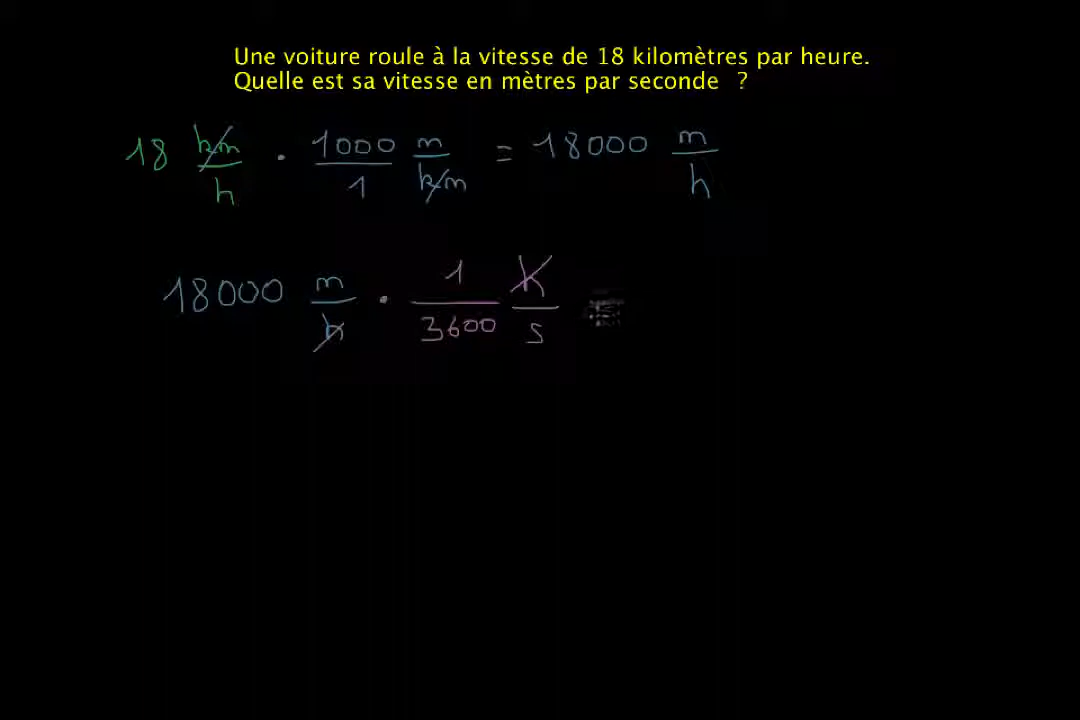 Une voiture roule à la vitesse de 18 kilomètres par heure.
Quelle est sa vitesse en mètres par seconde ?
18 km/h · 1000/1 m/km = 18000 m/h
18000 m/h · 1/3600 h/s